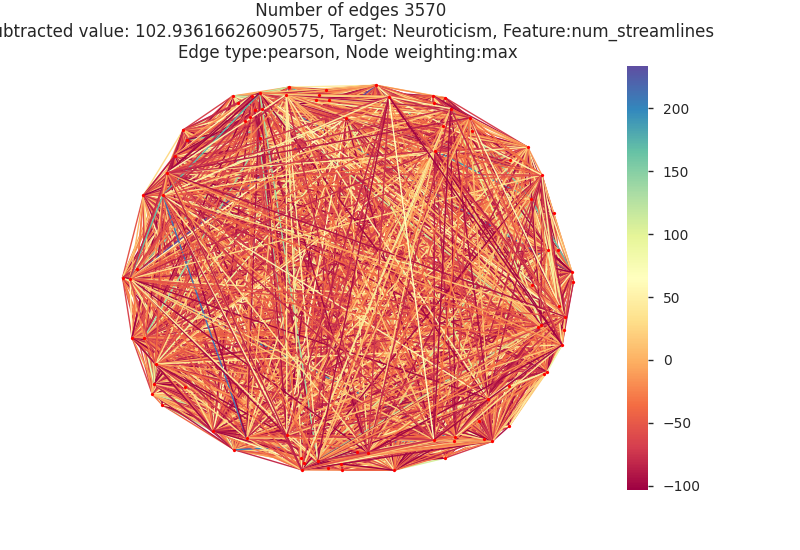 Number of edges 3570
ubtracted value: 102.93616626090575, Target: Neuroticism, Feature:num_streamlines
Edge type:pearson, Node weighting:max
200
150
100
50
0
−50
−100